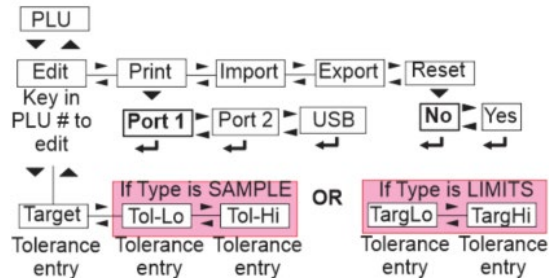 PLU
Edit Print Import Export Reset
Key in
PLU # to
edit
Port 1 Port 2 USB
No Yes
If Type is SAMPLE OR If Type is LIMITS
Target Tol-Lo Tol-Hi TargLo TargHi
Tolerance Tolerance Tolerance Tolerance Tolerance
entry entry entry entry entry